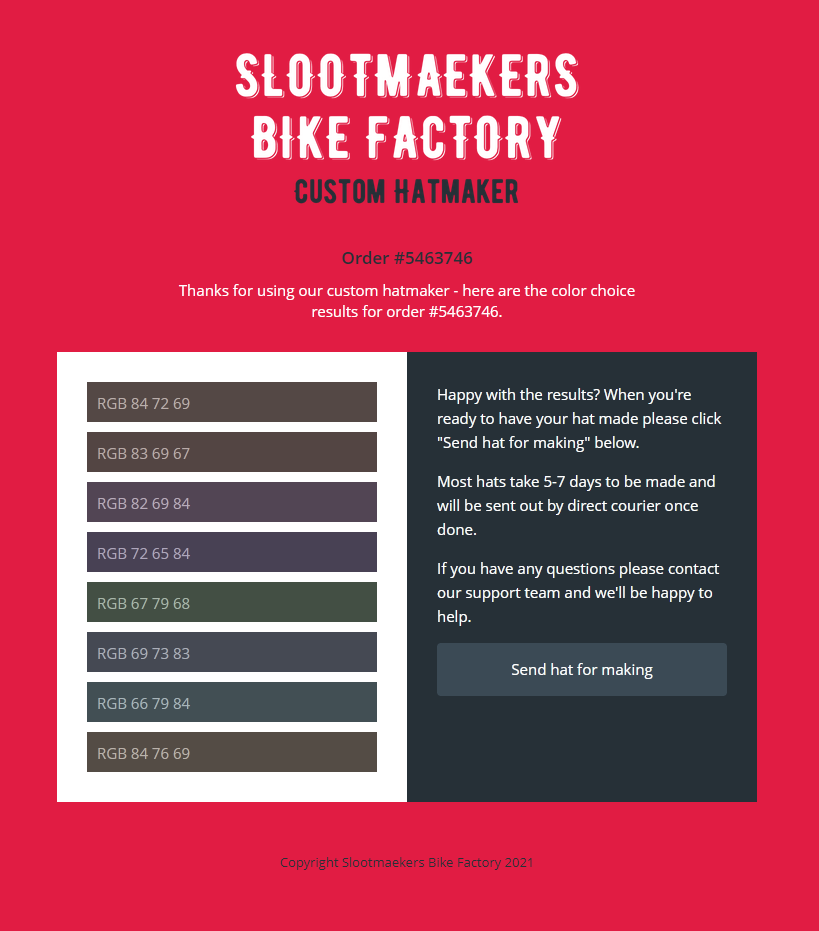 SLOOTMAEKERS
BIKE FACTORY
CUSTOM HATMAKER
Order #5463746
Thanks for using our custom hatmaker - here are the color choice
results for order #5463746.
RGB 84 72 69
RGB 83 69 67
RGB 82 69 84
RGB 72 65 84
RGB 67 79 68
RGB 69 73 83
RGB 66 79 84
RGB 84 76 69
Happy with the results? When you're
ready to have your hat made please click
"Send hat for making" below.
Most hats take 5-7 days to be made and
will be sent out by direct courier once
done.
If you have any questions please contact
our support team and we'll be happy to
help.
Send hat for making
Copyright Slootmaekers Bike Factory 2021